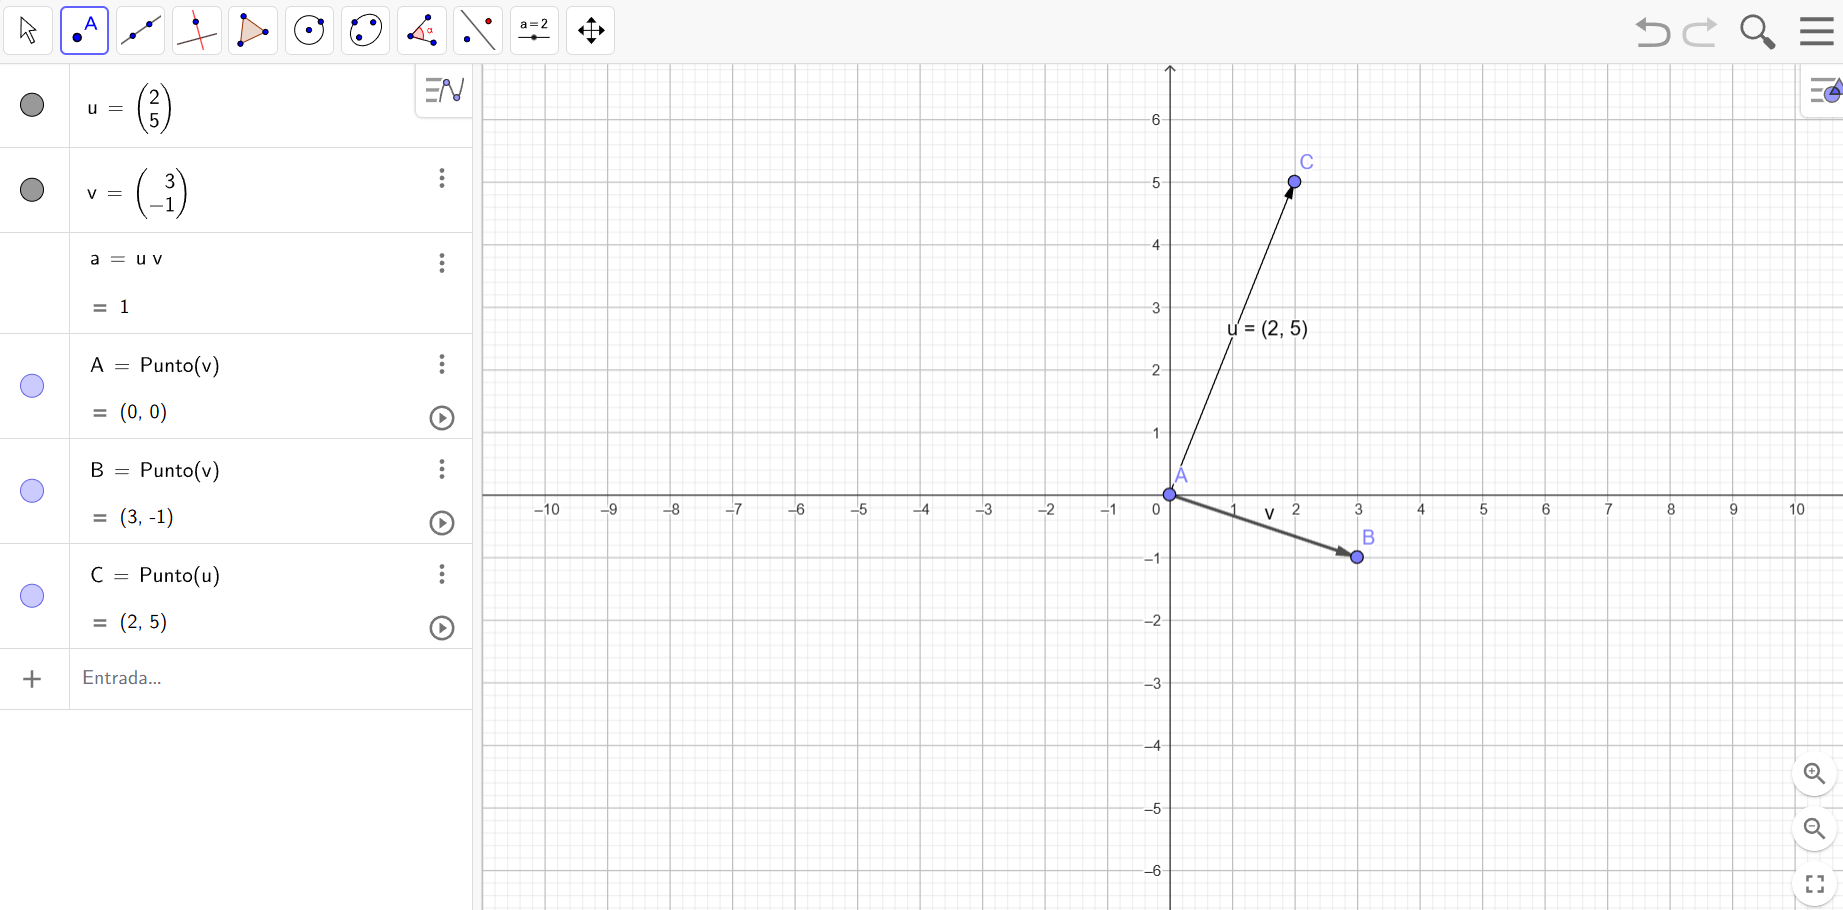 A
α
a=2
u = (2 5)
v = (3 −1)
a = u v
= 1
A = Punto(v)
= (0, 0)
B = Punto(v)
= (3, -1)
C = Punto(u)
= (2, 5)
+ Entrada...
6
C
5
4
3
u = (2, 5)
2
1
A
−10 −9 −8 −7 −6 −5 −4 −3 −2 −1 0 1 v 2 3 4 5 6 7 8 9 10
B
−1
−2
−3
−4
−5
−6